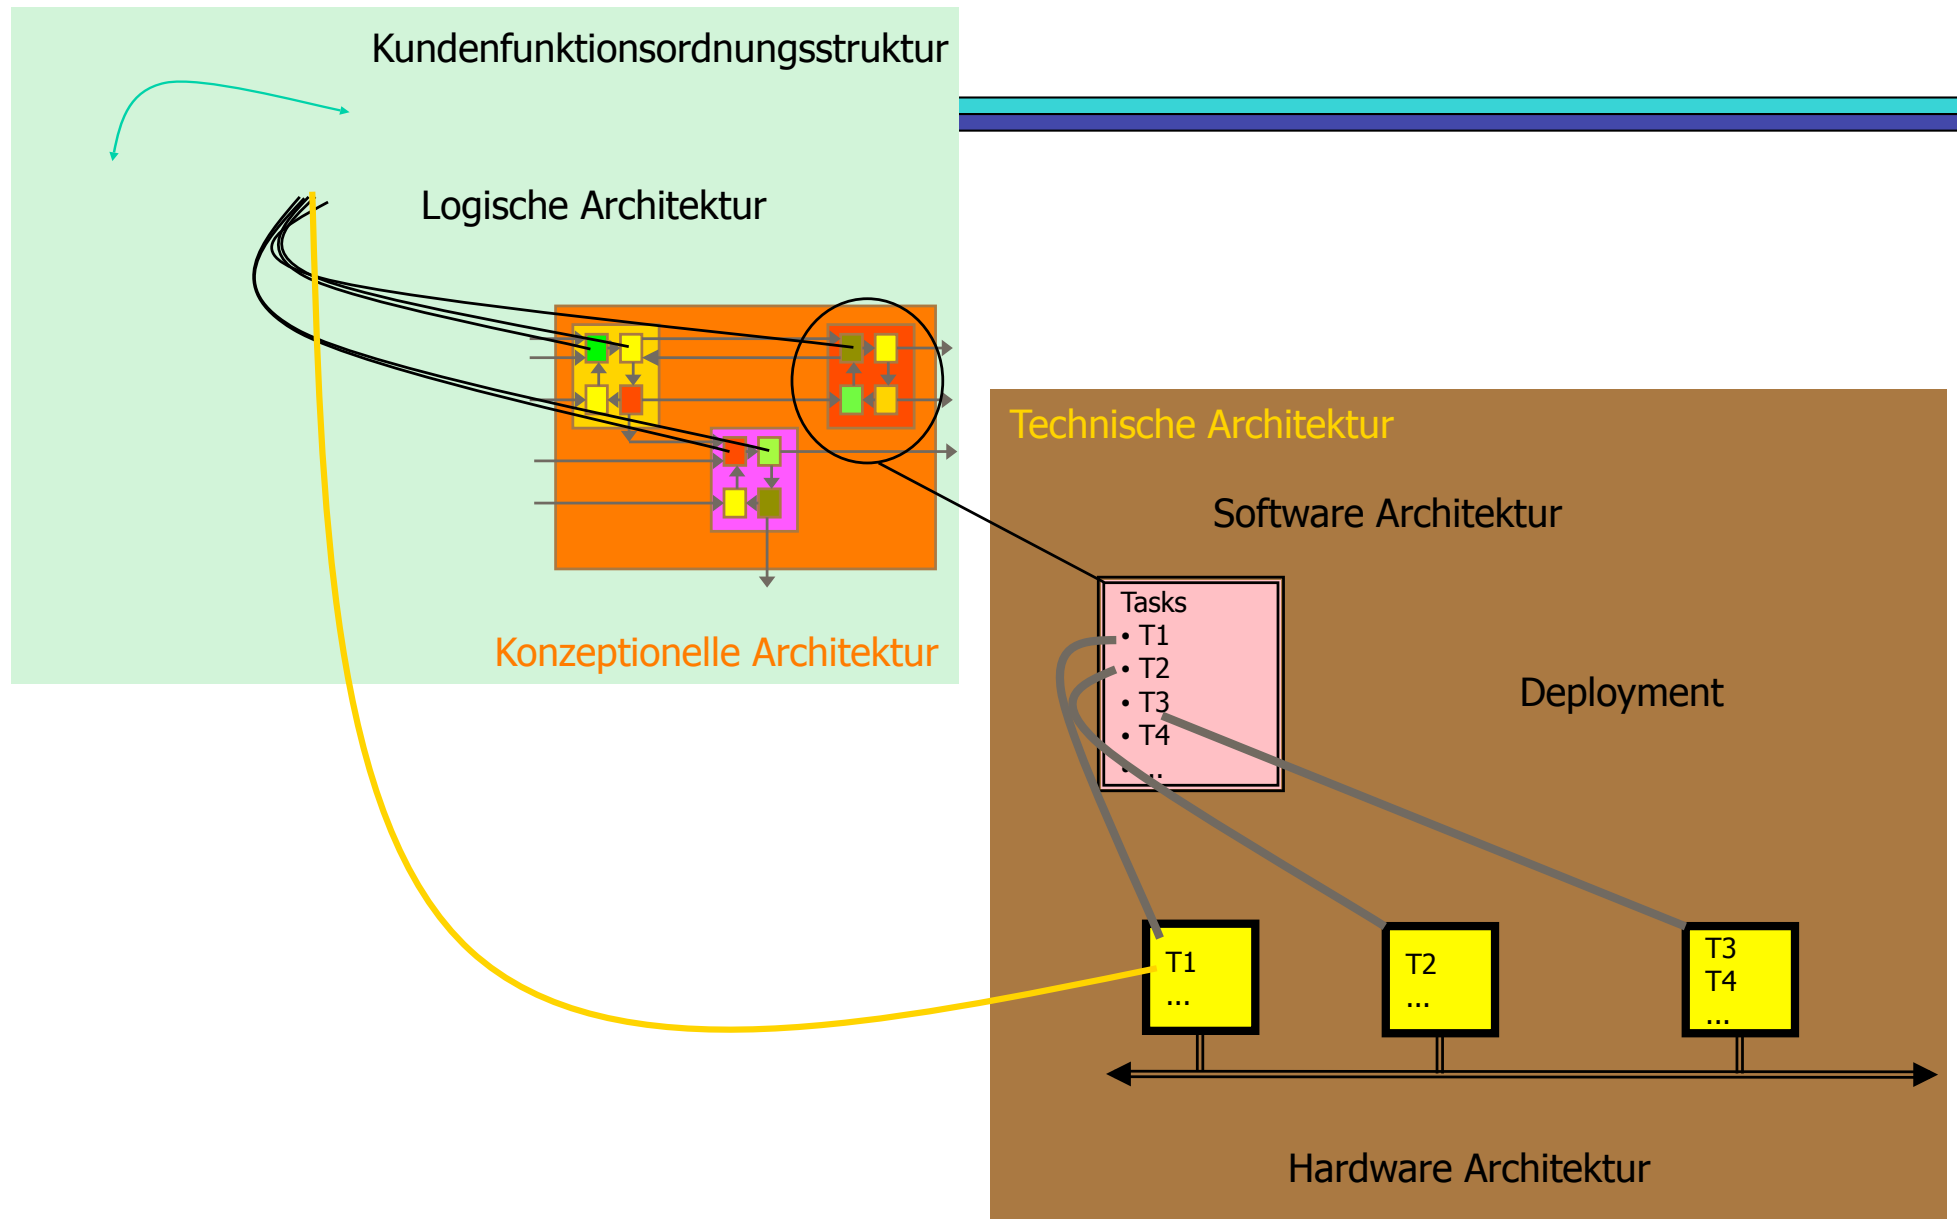 Kundenfunktionsordnungsstruktur
Logische Architektur
Konzeptionelle Architektur
Technische Architektur
Software Architektur
Tasks
• T1
• T2
• T3
• T4
• ...
Deployment
T1
...
T2
...
T3
T4
...
Hardware Architektur